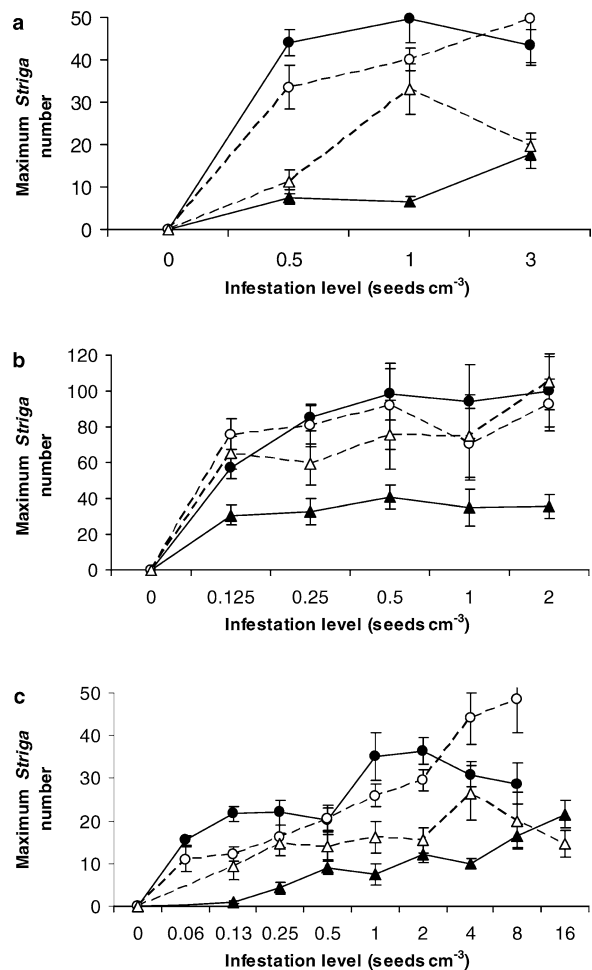 a
50
40
30
20
10
0
Maximum Striga
number
0 0.5 1 3
Infestation level (seeds cm-3)
b
120
100
80
60
40
20
0
Maximum Striga
number
0 0.125 0.25 0.5 1 2
Infestation level (seeds cm-3)
c
50
40
30
20
10
0
Maximum Striga
number
0 0.06 0.13 0.25 0.5 1 2 4 8 16
Infestation level (seeds cm-3)